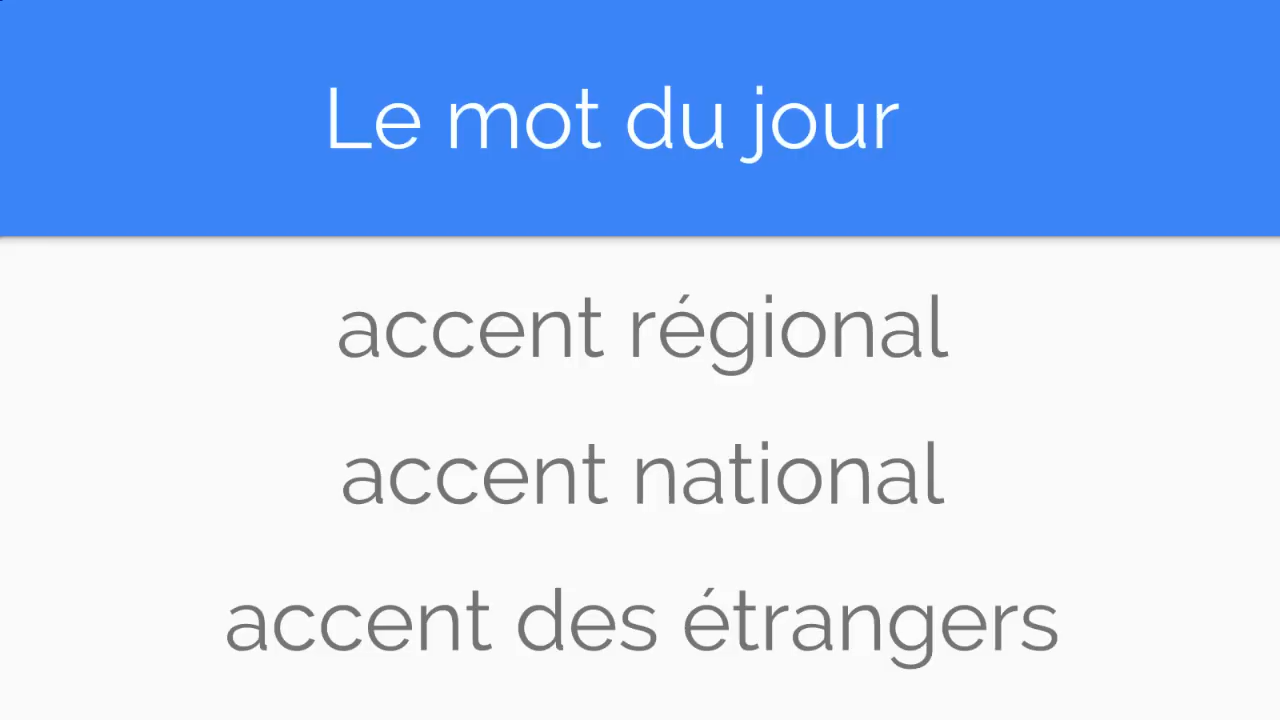 Le mot du jour
accent régional
accent national
accent des étrangers